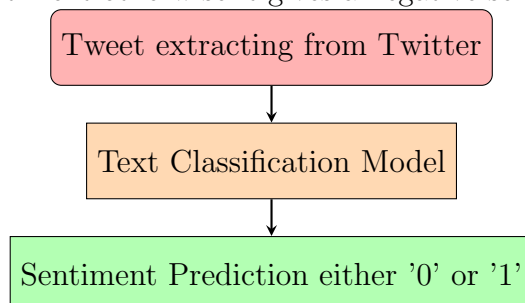 Tweet extracting from Twitter
Text Classification Model
Sentiment Prediction either '0' or '1'